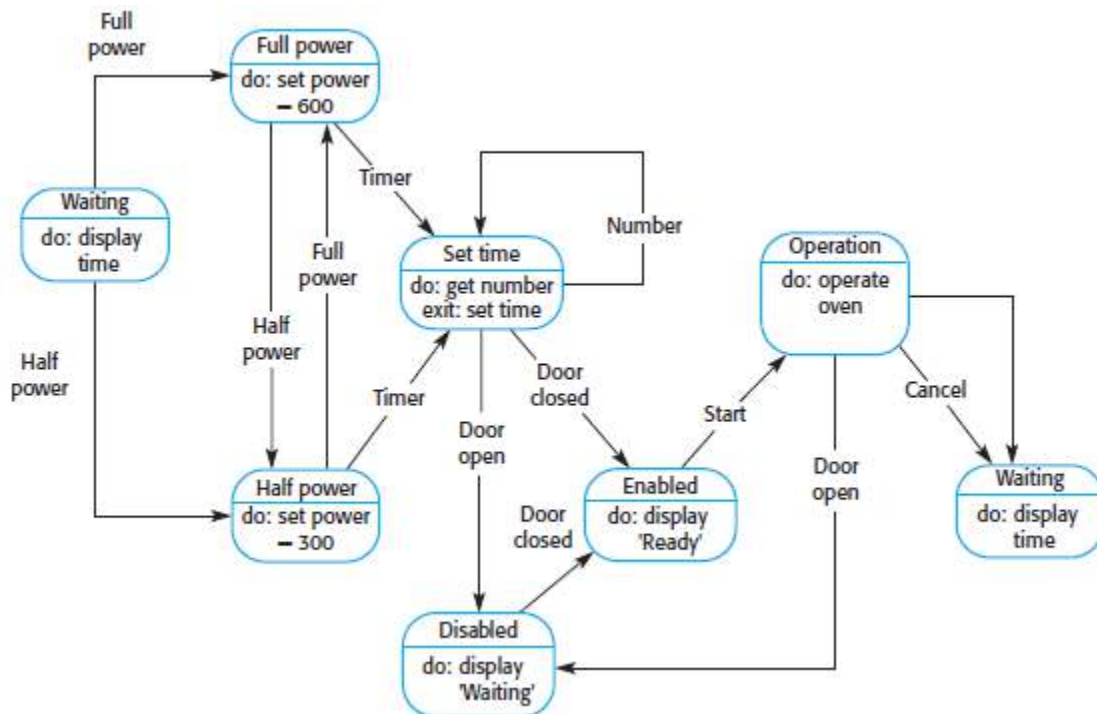 Full
power
Full power
do: set power
– 600
Timer
Waiting
do: display
time
Full
power
Number
Set time
do: get number
exit: set time
Operation
do: operate
oven
Half
power
Half
power
Timer
Door
closed
Door
open
Start
Cancel
Door
open
Half power
do: set power
– 300
Door
closed
Enabled
do: display
'Ready'
Waiting
do: display
time
Disabled
do: display
'Waiting'